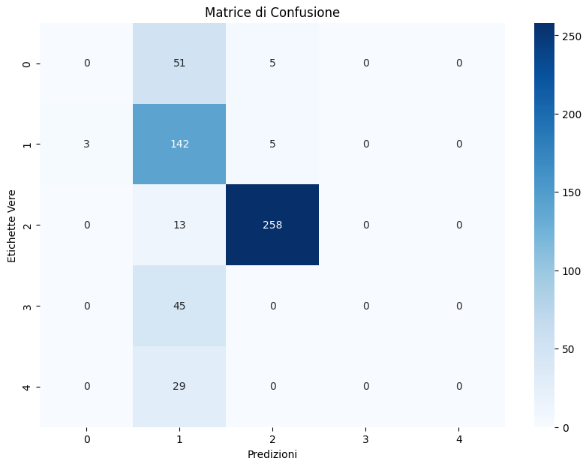 Matrice di Confusione
0 0 51 5 0 0
1 3 142 5 0 0
2 0 13 258 0 0
3 0 45 0 0 0
4 0 29 0 0 0
0 1 2 3 4
Predizioni
Etichette Vere
250
200
150
100
50
0